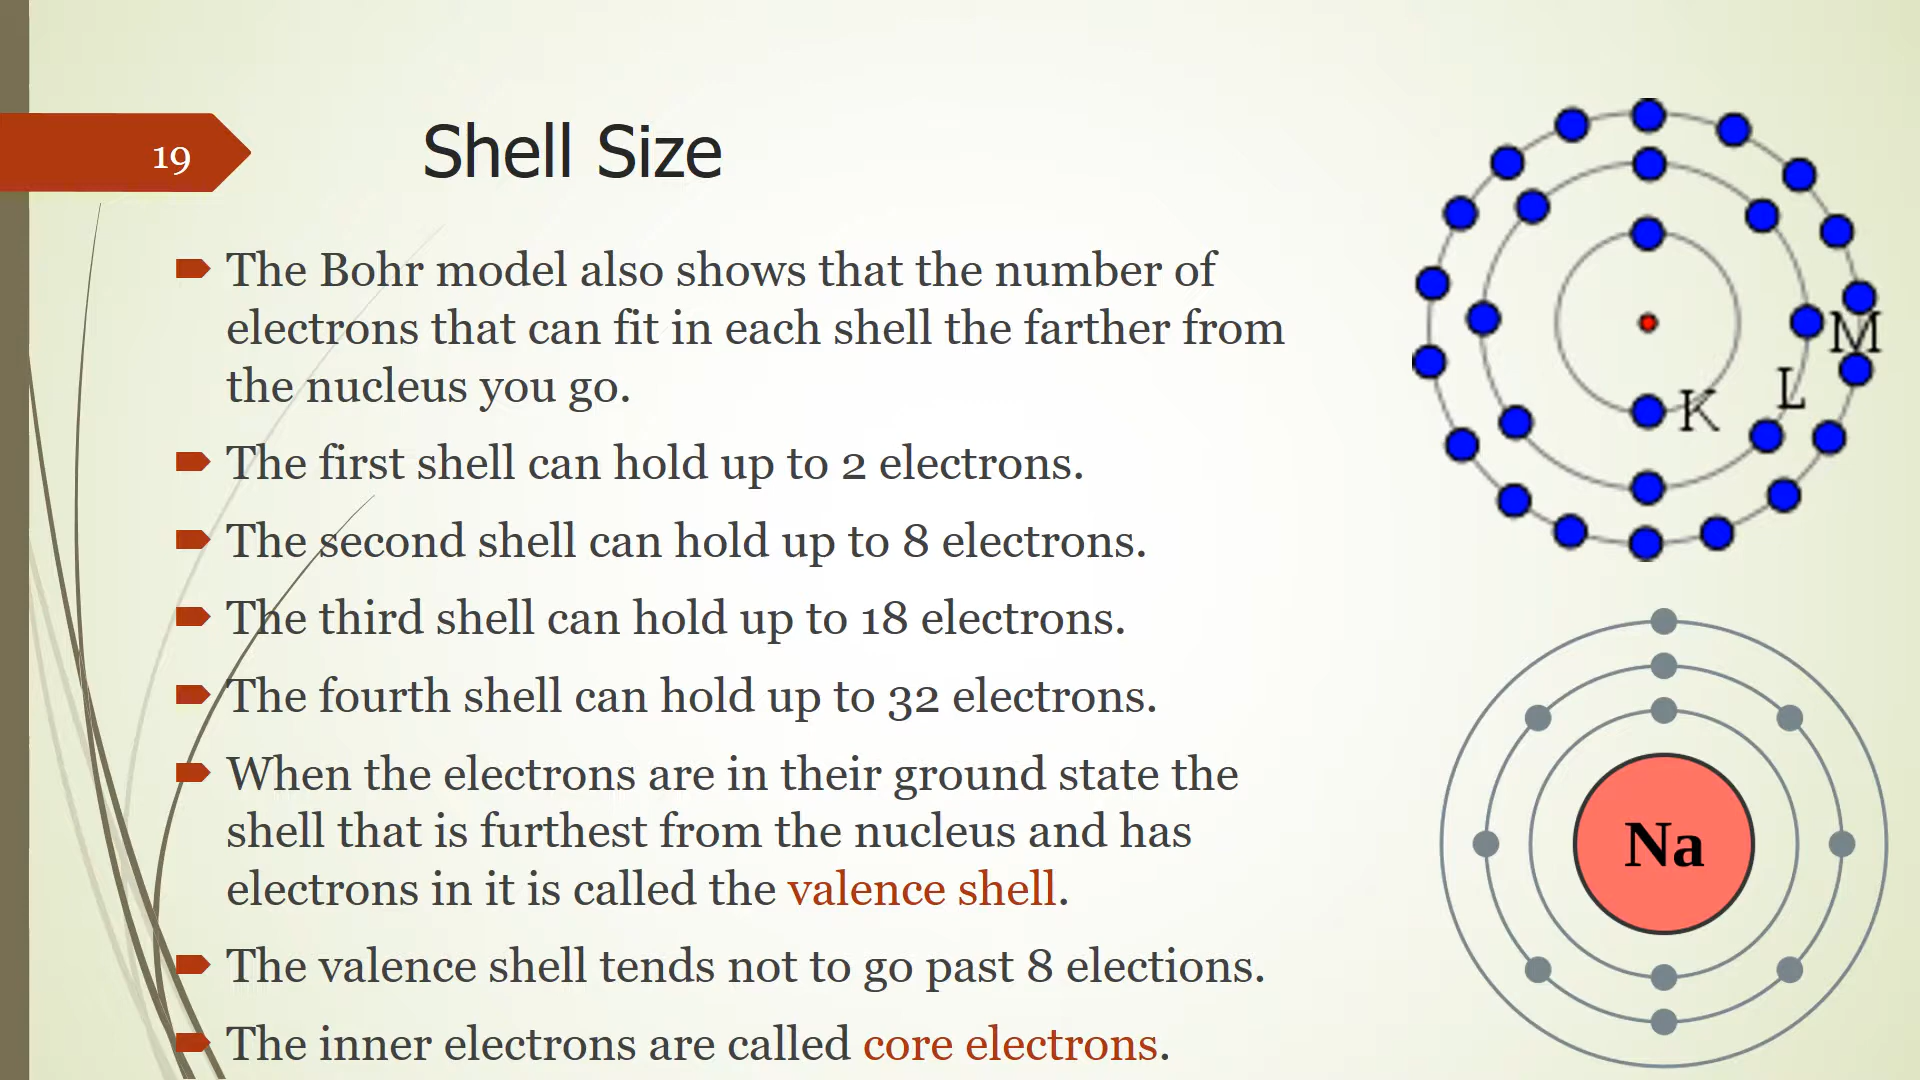 19
Shell Size
The Bohr model also shows that the number of
electrons that can fit in each shell the farther from
the nucleus you go.
The first shell can hold up to 2 electrons.
The second shell can hold up to 8 electrons.
The third shell can hold up to 18 electrons.
The fourth shell can hold up to 32 electrons.
When the electrons are in their ground state the
shell that is furthest from the nucleus and has
electrons in it is called the valence shell.
The valence shell tends not to go past 8 elections.
The inner electrons are called core electrons.
M
L
K
Na